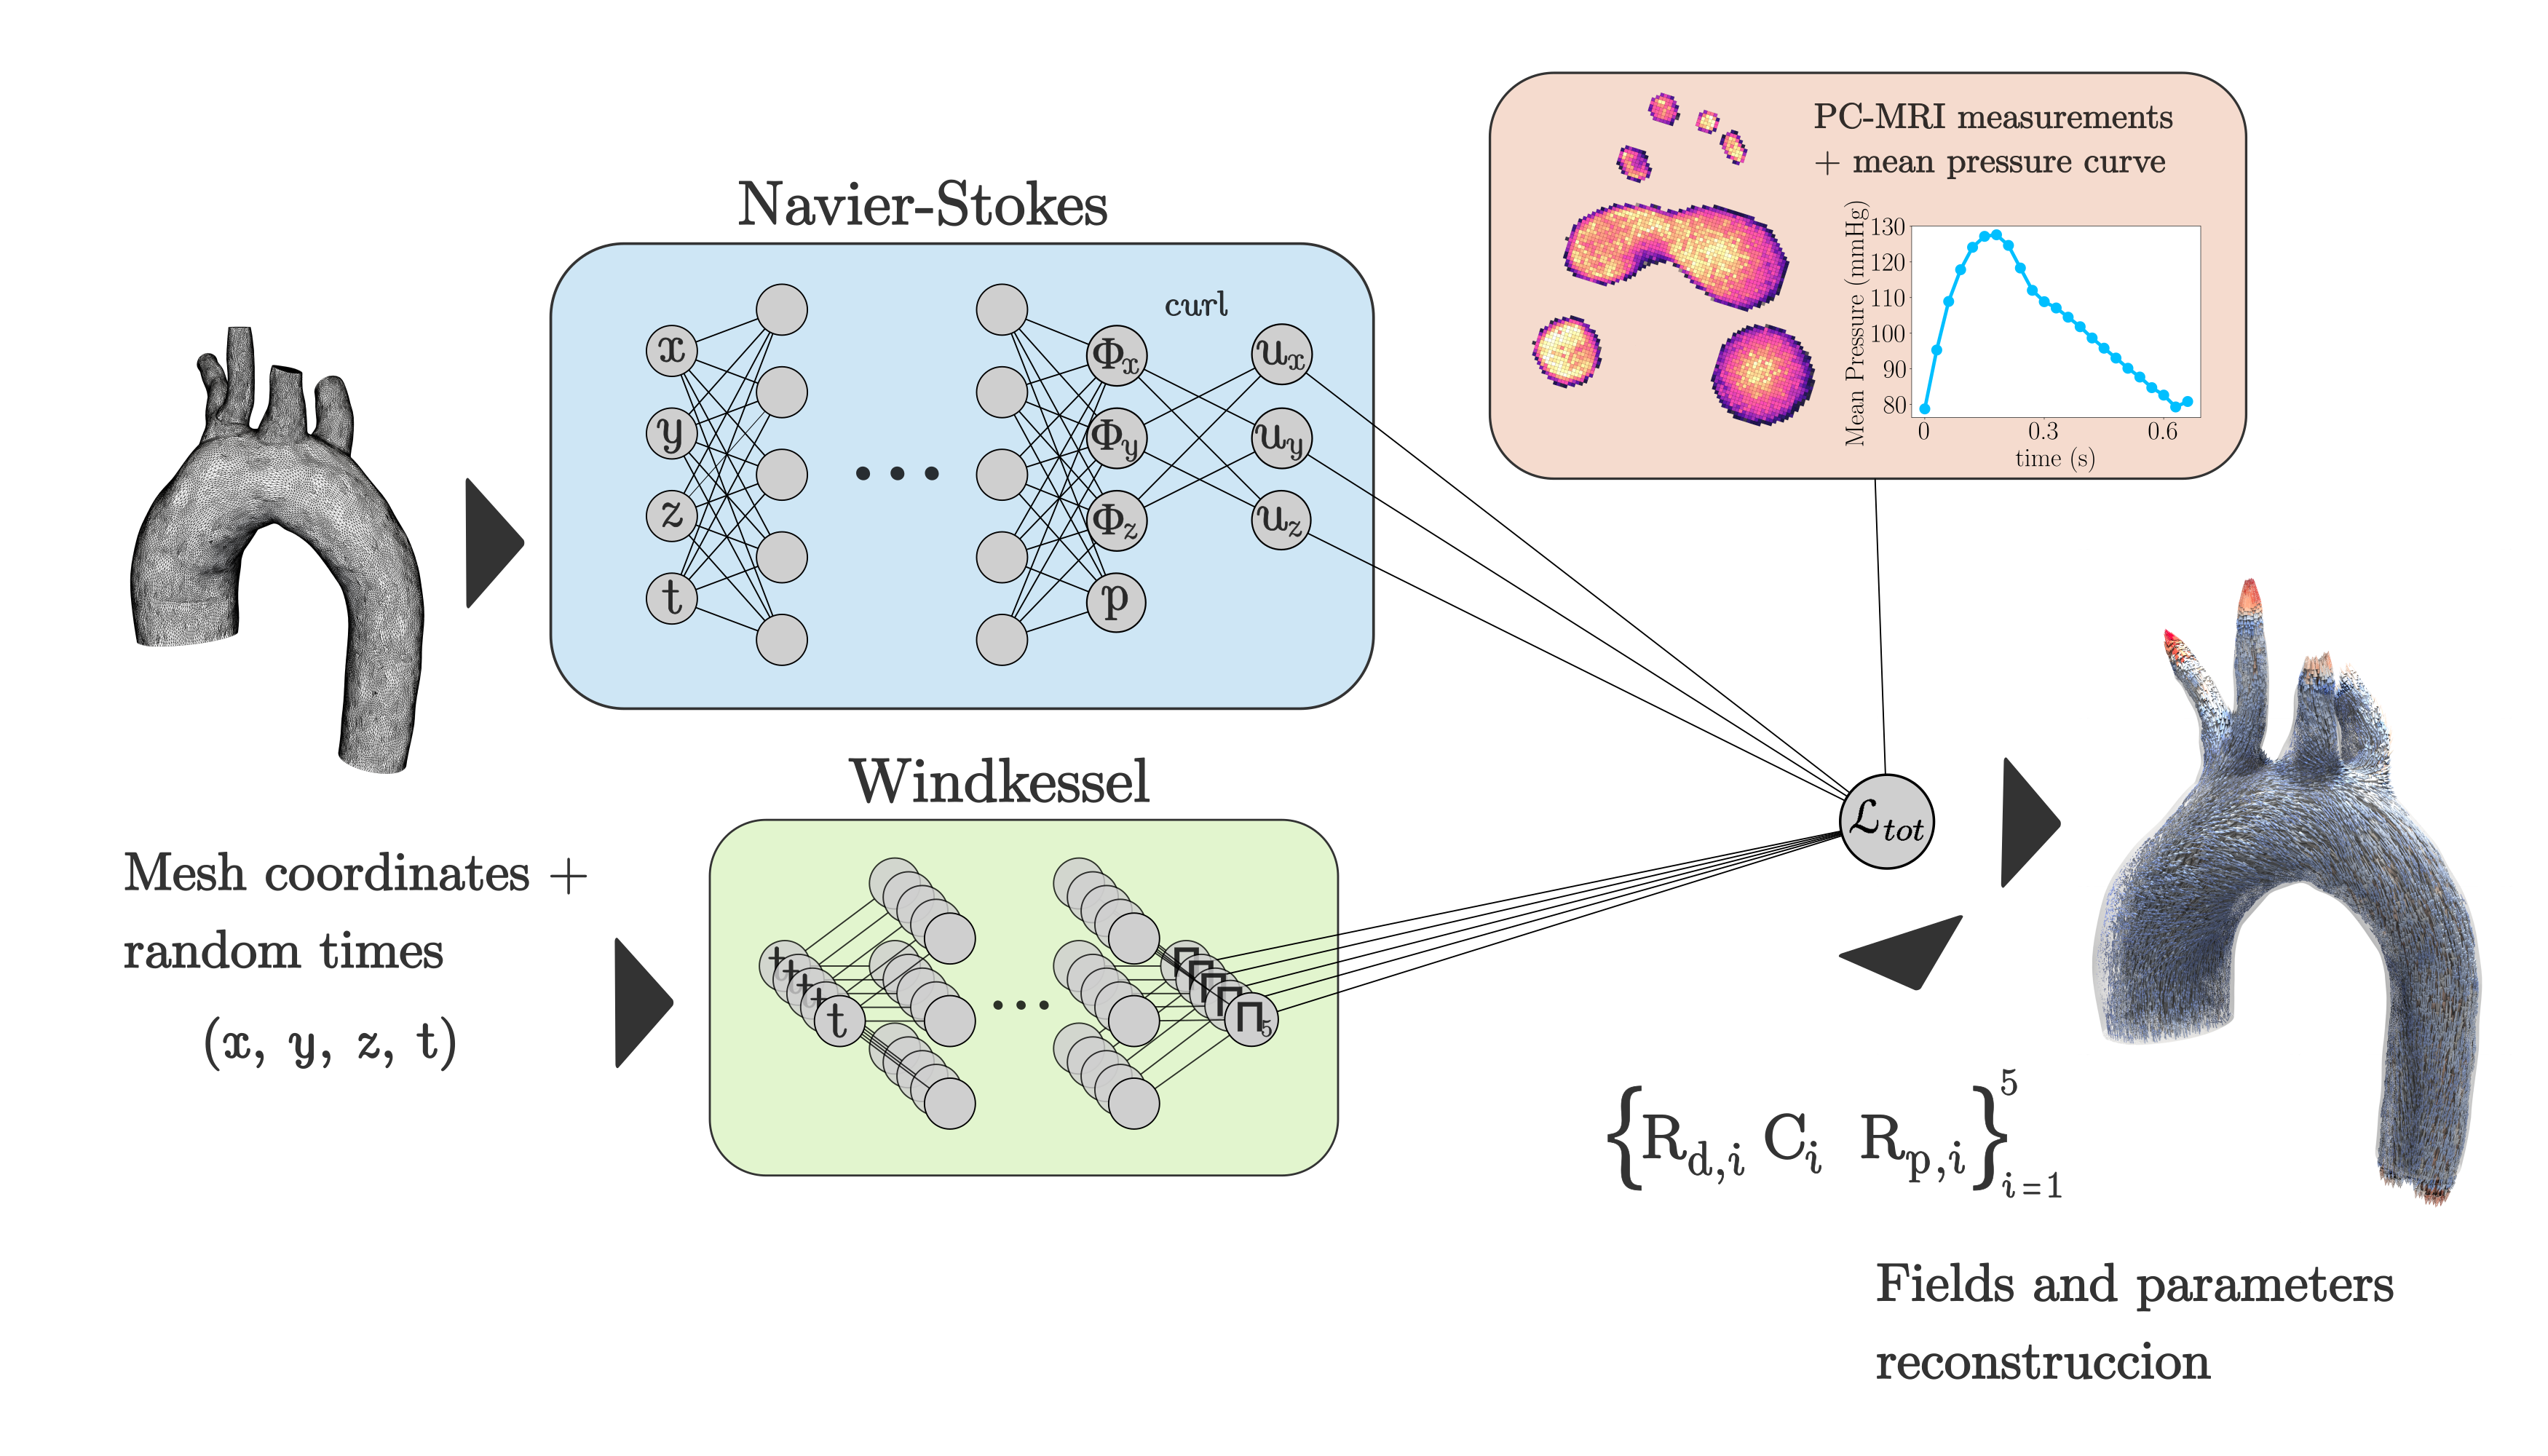 PC-MRI measurements
+ mean pressure curve
Mean Pressure (mmHg)
130
120
110
100
90
80
0 0.3 0.6
time (s)
Navier-Stokes
curl
x
y
z
t
Φx
Φy
Φz
p
ux
uy
uz
Windkessel
t
t
t
t
t
Π
Π
Π
Π
Π5
ℒtot
Mesh coordinates +
random times
(x, y, z, t)
{Rd,i Ci Rp,i}5i=1
Fields and parameters
reconstruccion